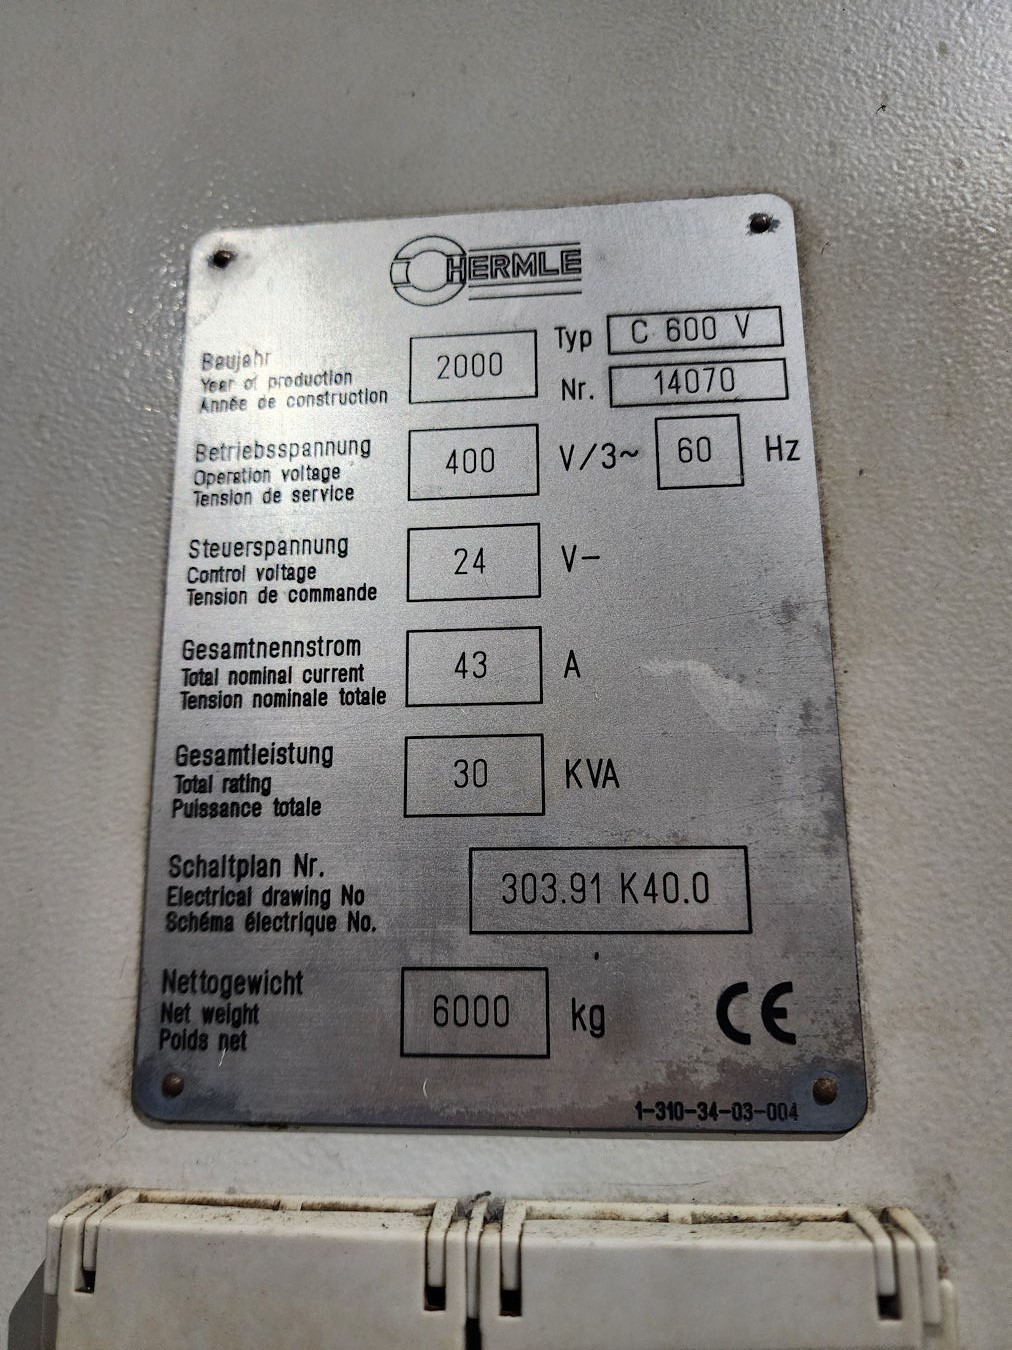 HERMLE
Typ C 600 V
Baujahr
Year of production
Année de construction
2000
Nr. 14070
Betriebsspannung
Operation voltage
Tension de service
400 V/3~ 60 Hz
Steuerspannung
Control voltage
Tension de commande
24 V–
Gesamtnennstrom
Total nominal current
Tension nominale totale
43 A
Gesamtleistung
Total rating
Puissance totale
30 KVA
Schaltplan Nr.
Electrical drawing No
Schéma électrique No.
303.91 K40.0
Nettogewicht
Net weight
Poids net
6000 kg
CE
1-310-34-03-004